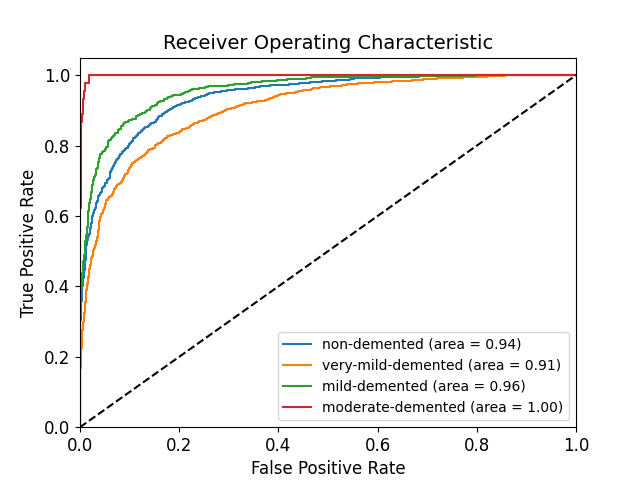 Receiver Operating Characteristic
1.0
0.8
0.6
0.4
0.2
0.0
True Positive Rate
non-demented (area = 0.94)
very-mild-demented (area = 0.91)
mild-demented (area = 0.96)
moderate-demented (area = 1.00)
0.0 0.2 0.4 0.6 0.8 1.0
False Positive Rate